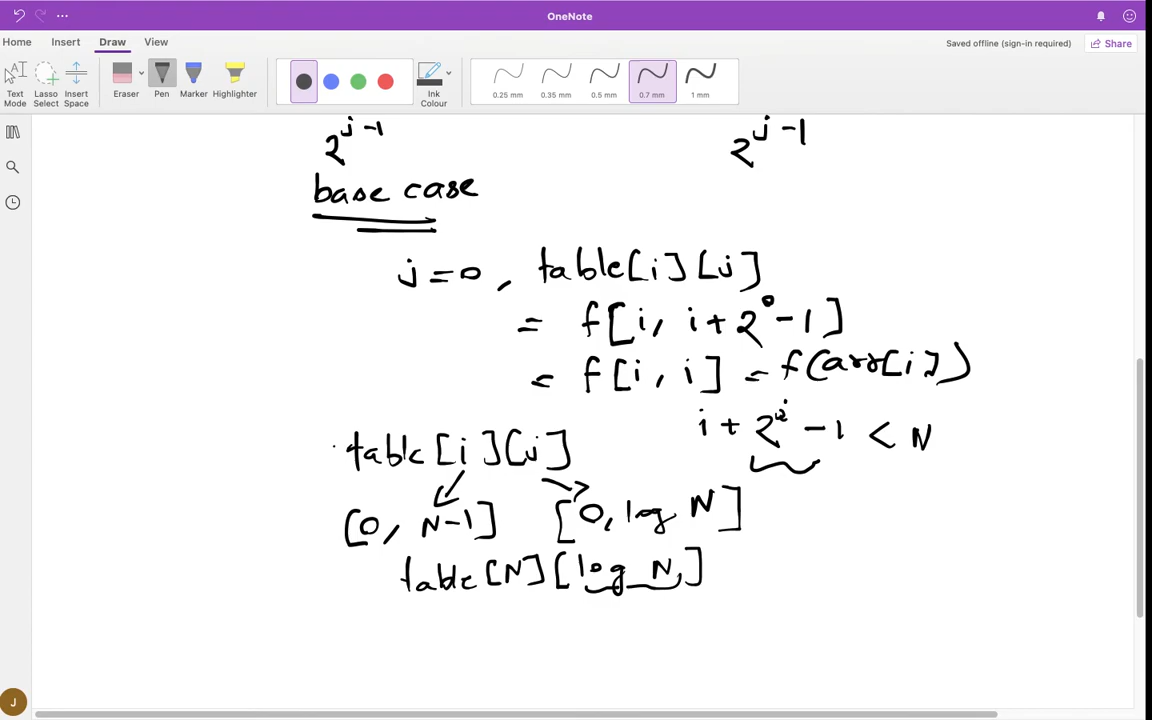 OneNote
Home Insert Draw View
Saved offline (sign-in required) Share
Text Mode
Lasso Select
Insert Space
Eraser
Pen
Marker
Highlighter
Ink Colour
0.25 mm 0.35 mm 0.5 mm 0.7 mm 1 mm
2^{j-1} 2^{j-1}
base case
j = 0, table[i][j]
= f[i, i + 2^0 - 1]
= f[i, i] = f(arr[i])
i + 2^j - 1 < N
table[i][j]
[0, N-1] [0, log N]
table[N][log N]
J